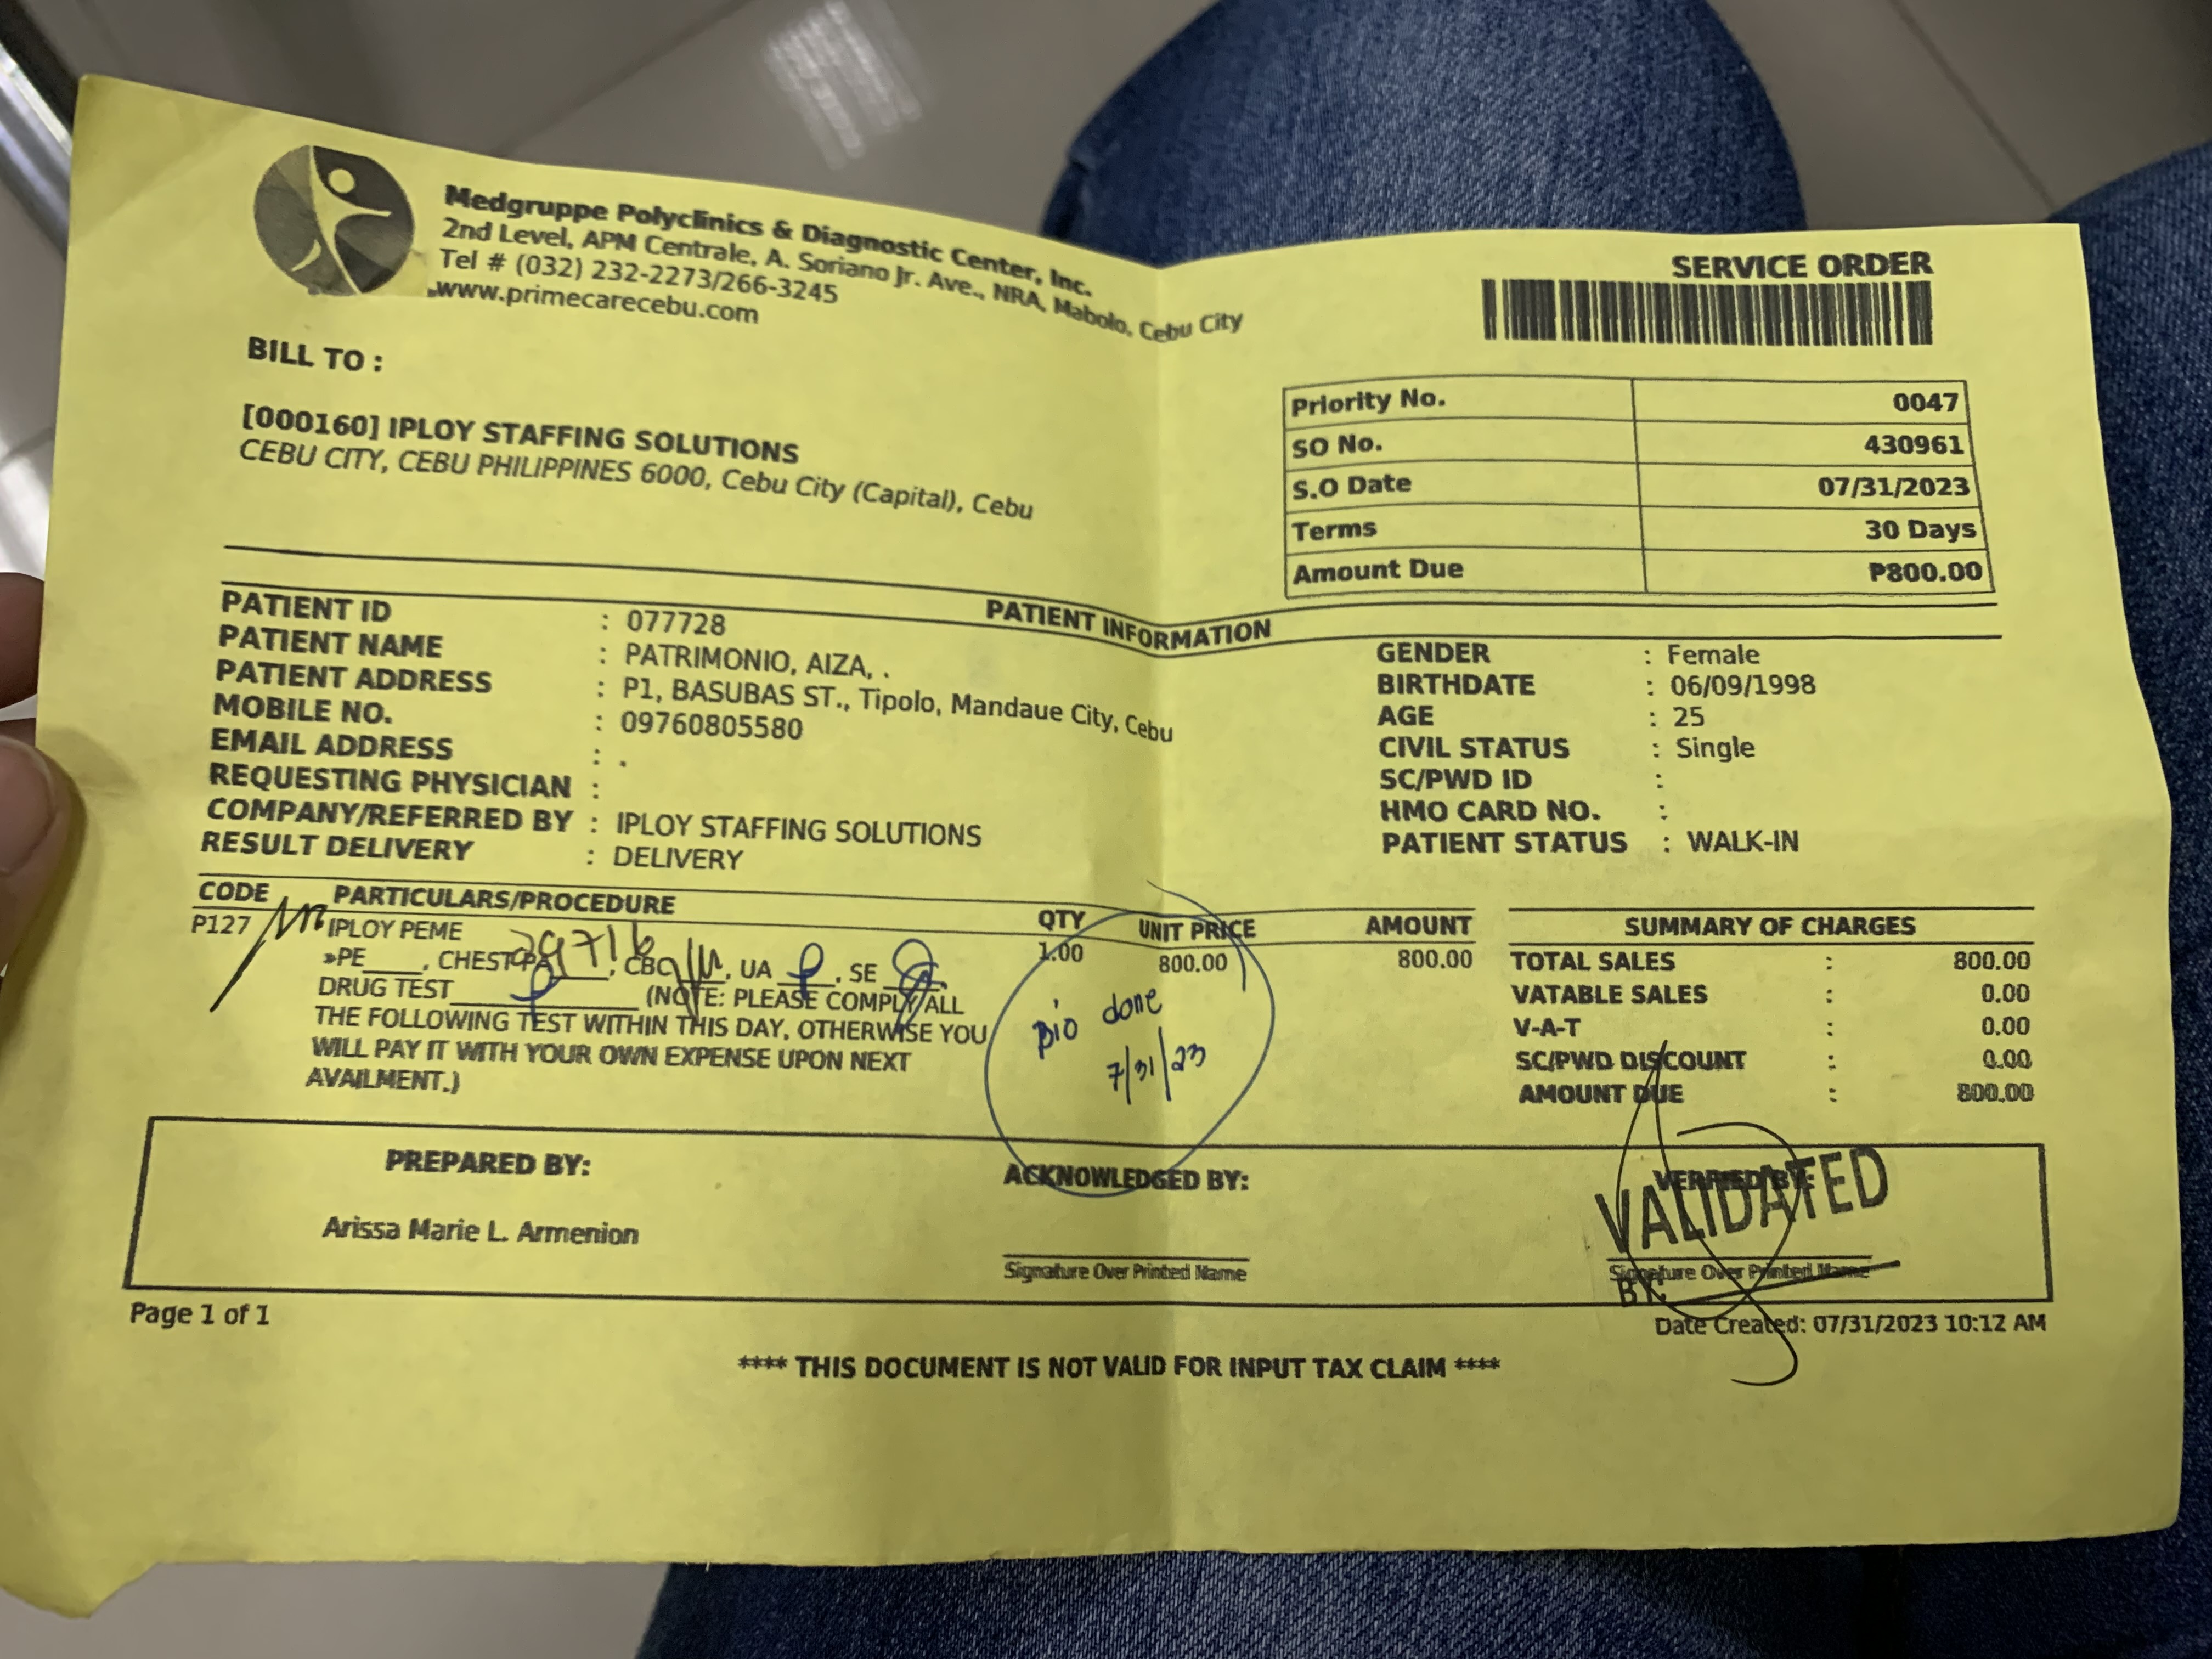 Medgruppe Polyclinics & Diagnostic Center, Inc.
2nd Level, APM Centrale, A. Soriano Jr. Ave., NRA, Mabolo, Cebu City
Tel # (032) 232-2273/266-3245
www.primecarecebu.com
SERVICE ORDER
BILL TO :
[000160] IPLOY STAFFING SOLUTIONS
CEBU CITY, CEBU PHILIPPINES 6000, Cebu City (Capital), Cebu
Priority No. 0047
SO No. 430961
S.O Date 07/31/2023
Terms 30 Days
Amount Due ₱800.00
PATIENT INFORMATION
PATIENT ID : 077728
PATIENT NAME : PATRIMONIO, AIZA, .
PATIENT ADDRESS : P1, BASUBAS ST., Tipolo, Mandaue City, Cebu
MOBILE NO. : 09760805580
EMAIL ADDRESS : .
REQUESTING PHYSICIAN :
COMPANY/REFERRED BY : IPLOY STAFFING SOLUTIONS
RESULT DELIVERY : DELIVERY
GENDER : Female
BIRTHDATE : 06/09/1998
AGE : 25
CIVIL STATUS : Single
SC/PWD ID :
HMO CARD NO. :
PATIENT STATUS : WALK-IN
CODE PARTICULARS/PROCEDURE QTY UNIT PRICE AMOUNT
P127 IPLOY PEME 1.00 800.00 800.00
»PE____, CHEST PA____, CBC____, UA____, SE____,
DRUG TEST____________ (NOTE: PLEASE COMPLY ALL
THE FOLLOWING TEST WITHIN THIS DAY, OTHERWISE YOU
WILL PAY IT WITH YOUR OWN EXPENSE UPON NEXT
AVAILMENT.)
Bio done
7/31/23
SUMMARY OF CHARGES
TOTAL SALES : 800.00
VATABLE SALES : 0.00
V-A-T : 0.00
SC/PWD DISCOUNT : 0.00
AMOUNT DUE : 800.00
PREPARED BY:
Arissa Marie L. Armenion
ACKNOWLEDGED BY:
Signature Over Printed Name
VERIFIED BY:
VALIDATED
Signature Over Printed Name
BY:
Page 1 of 1
Date Created: 07/31/2023 10:12 AM
**** THIS DOCUMENT IS NOT VALID FOR INPUT TAX CLAIM ****